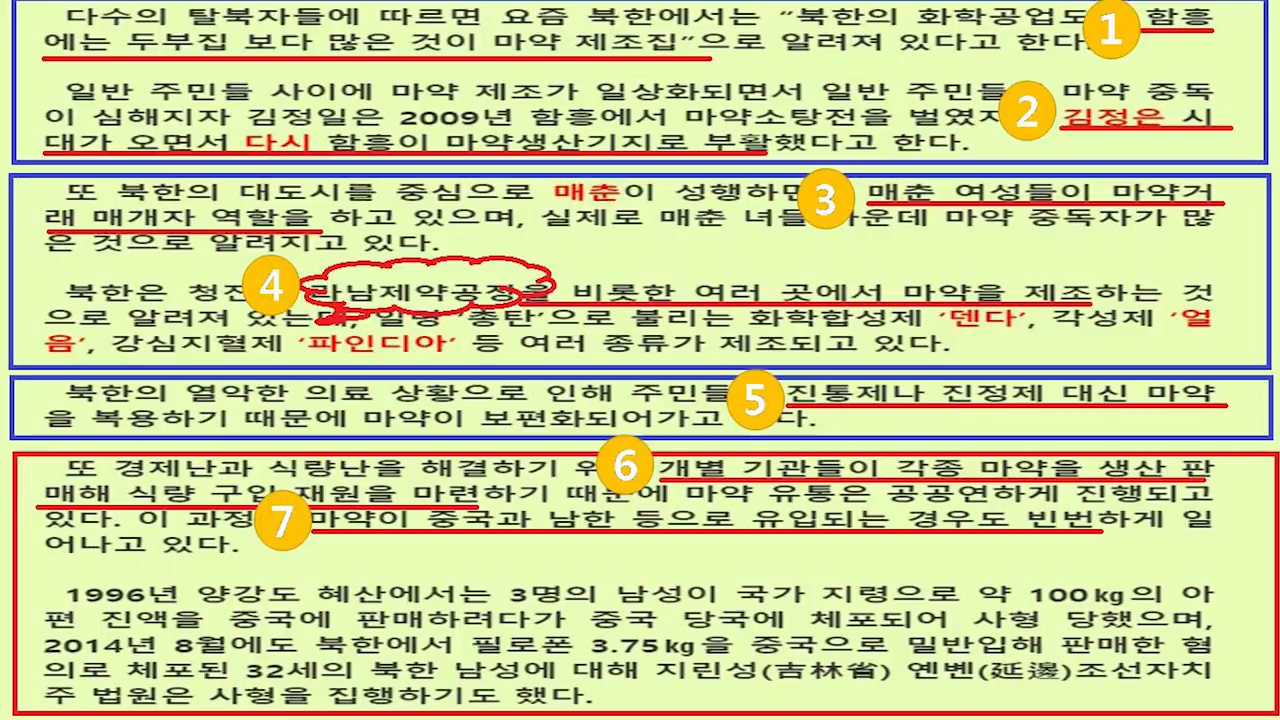 다수의 탈북자들에 따르면 요즘 북한에서는 “북한의 화학공업도 1 함흥
에는 두부집 보다 많은 것이 마약 제조집”으로 알려져 있다고 한다.
일반 주민들 사이에 마약 제조가 일상화되면서 일반 주민들 2 마약 중독
이 심해지자 김정일은 2009년 함흥에서 마약소탕전을 벌였지 김정은 시
대가 오면서 다시 함흥이 마약생산기지로 부활했다고 한다.
또 북한의 대도시를 중심으로 매춘이 성행하면 3 매춘 여성들이 마약거
래 매개자 역할을 하고 있으며, 실제로 매춘 녀들 가운데 마약 중독자가 많
은 것으로 알려지고 있다.
북한은 청진 4 라남제약공장을 비롯한 여러 곳에서 마약을 제조하는 것
으로 알려져 있는데, 일명 ‘총탄’으로 불리는 화학합성제 ‘덴다’, 각성제 ‘얼
음’, 강심지혈제 ‘파인디아’ 등 여러 종류가 제조되고 있다.
북한의 열악한 의료 상황으로 인해 주민들 5 진통제나 진정제 대신 마약
을 복용하기 때문에 마약이 보편화되어가고 다.
또 경제난과 식량난을 해결하기 위 6 개별 기관들이 각종 마약을 생산 판
매해 식량 구입 재원을 마련하기 때문에 마약 유통은 공공연하게 진행되고
있다. 이 과정 7 마약이 중국과 남한 등으로 유입되는 경우도 빈번하게 일
어나고 있다.
1996년 양강도 혜산에서는 3명의 남성이 국가 지령으로 약 100㎏의 아
편 진액을 중국에 판매하려다가 중국 당국에 체포되어 사형 당했으며,
2014년 8월에도 북한에서 필로폰 3.75㎏을 중국으로 밀반입해 판매한 혐
의로 체포된 32세의 북한 남성에 대해 지린성(吉林省) 옌볜(延邊)조선자치
주 법원은 사형을 집행하기도 했다.